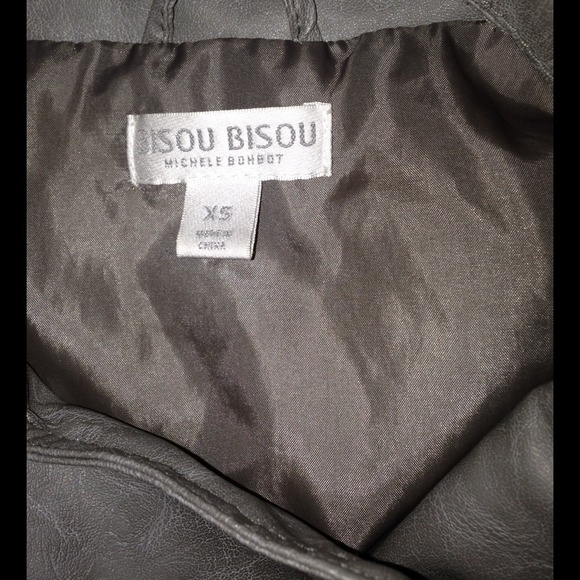 BISOU BISOU
MICHELE BOHBOT
XS
MADE IN
CHINA